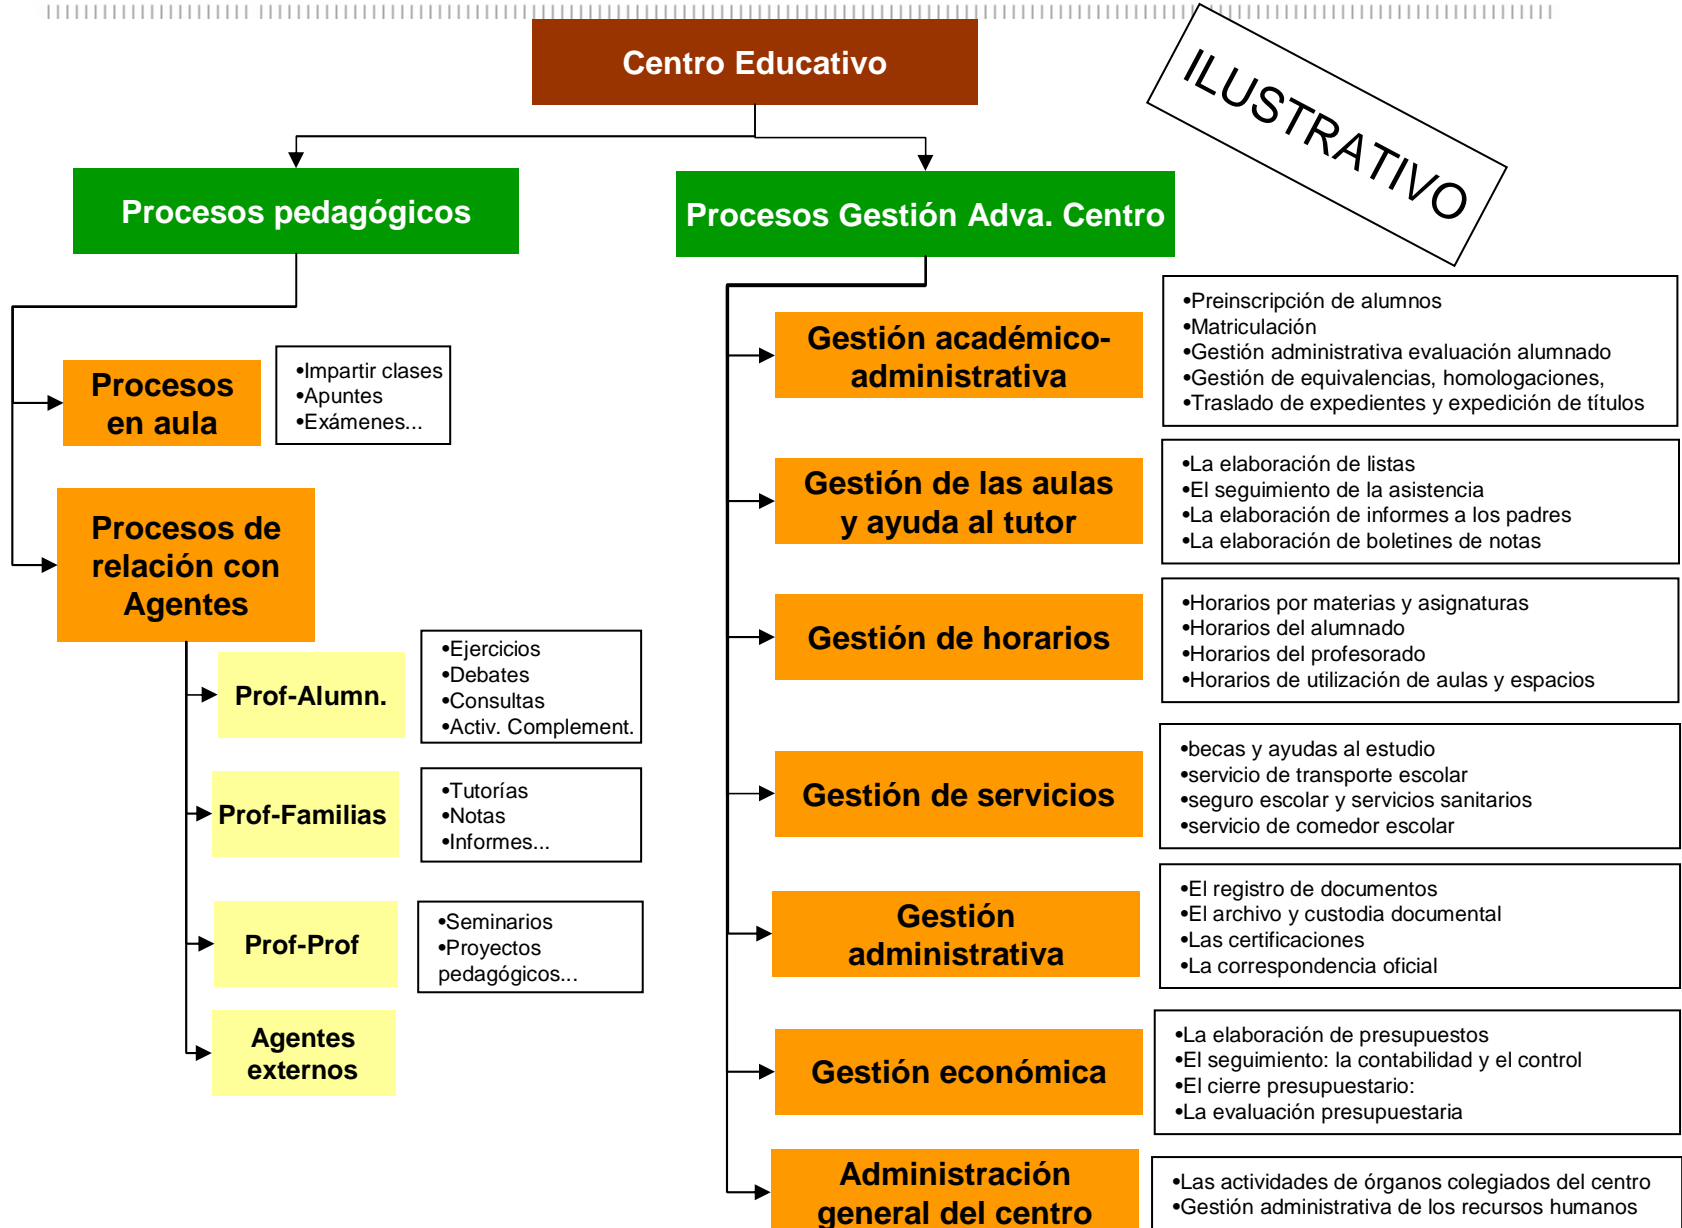 Centro Educativo
ILUSTRATIVO
Procesos pedagógicos
Procesos en aula
•Impartir clases
•Apuntes
•Exámenes...
Procesos de
relación con
Agentes
Prof-Alumn.
•Ejercicios
•Debates
•Consultas
•Activ. Complement.
Prof-Familias
•Tutorías
•Notas
•Informes...
Prof-Prof
•Seminarios
•Proyectos
pedagógicos...
Agentes
externos
Procesos Gestión Adva. Centro
Gestión académico-
administrativa
•Preinscripción de alumnos
•Matriculación
•Gestión administrativa evaluación alumnado
•Gestión de equivalencias, homologaciones,
•Traslado de expedientes y expedición de títulos
Gestión de las aulas
y ayuda al tutor
•La elaboración de listas
•El seguimiento de la asistencia
•La elaboración de informes a los padres
•La elaboración de boletines de notas
Gestión de horarios
•Horarios por materias y asignaturas
•Horarios del alumnado
•Horarios del profesorado
•Horarios de utilización de aulas y espacios
Gestión de servicios
•becas y ayudas al estudio
•servicio de transporte escolar
•seguro escolar y servicios sanitarios
•servicio de comedor escolar
Gestión
administrativa
•El registro de documentos
•El archivo y custodia documental
•Las certificaciones
•La correspondencia oficial
Gestión económica
•La elaboración de presupuestos
•El seguimiento: la contabilidad y el control
•El cierre presupuestario:
•La evaluación presupuestaria
Administración
general del centro
•Las actividades de órganos colegiados del centro
•Gestión administrativa de los recursos humanos